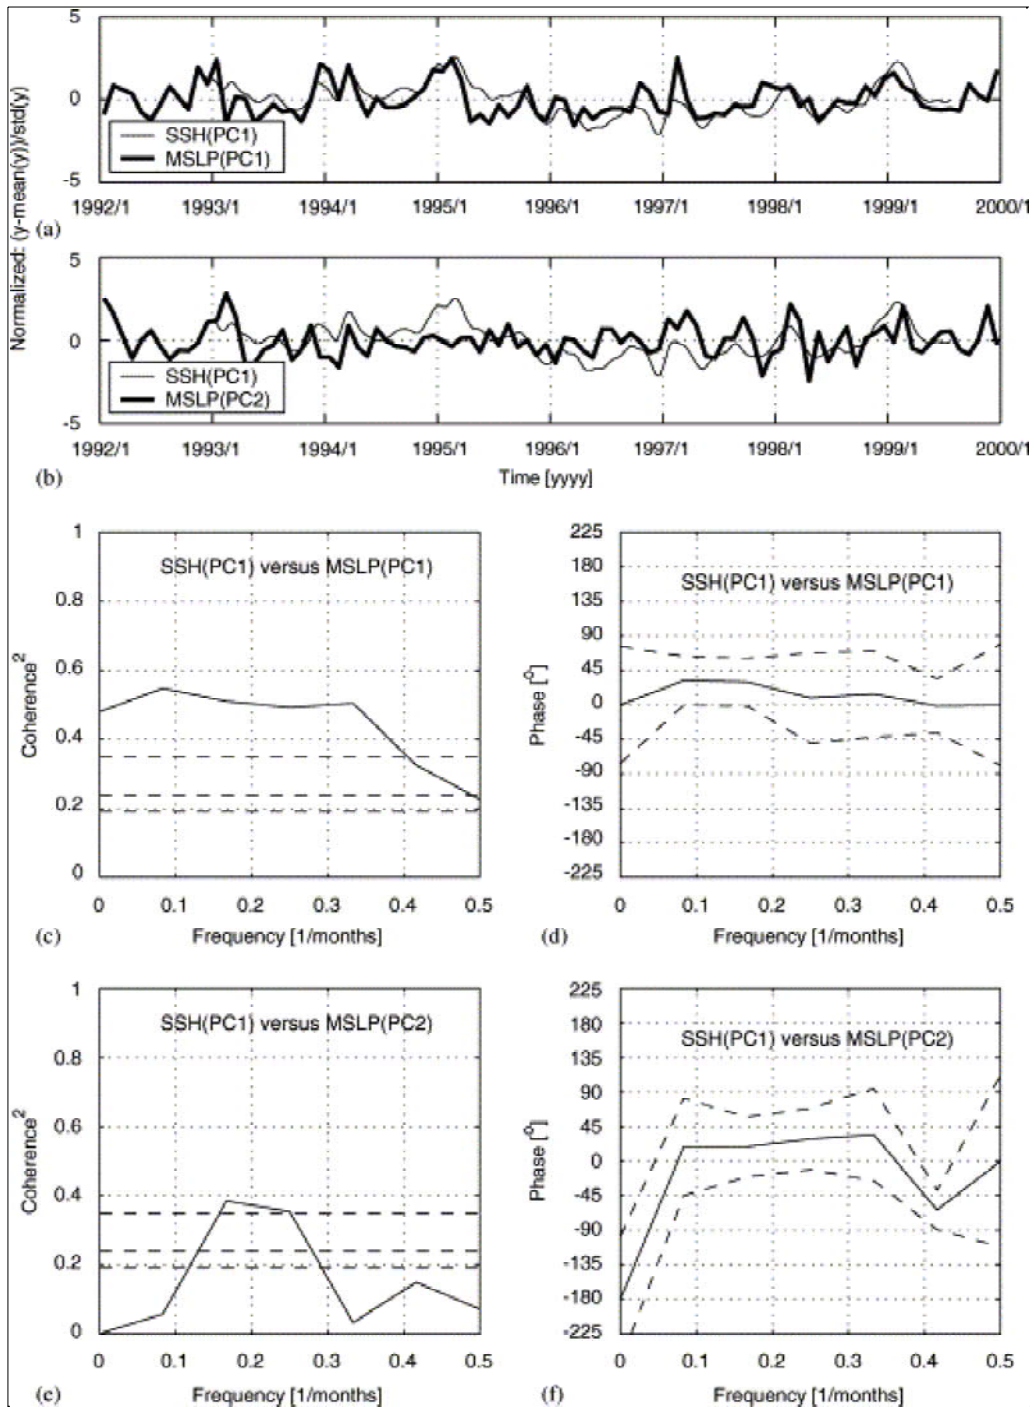 Normalized: (y-mean(y))/std(y)
5
0
-5
SSH(PC1)
MSLP(PC1)
1992/1 1993/1 1994/1 1995/1 1996/1 1997/1 1998/1 1999/1 2000/1
(a)
5
0
-5
SSH(PC1)
MSLP(PC2)
1992/1 1993/1 1994/1 1995/1 1996/1 1997/1 1998/1 1999/1 2000/1
(b)
Time [yyyy]
SSH(PC1) versus MSLP(PC1)
Coherence²
1
0.8
0.6
0.4
0.2
0
0 0.1 0.2 0.3 0.4 0.5
(c)
Frequency [1/months]
SSH(PC1) versus MSLP(PC1)
Phase [°]
225
180
135
90
45
0
-45
-90
-135
-180
-225
0 0.1 0.2 0.3 0.4 0.5
(d)
Frequency [1/months]
SSH(PC1) versus MSLP(PC2)
Coherence²
1
0.8
0.6
0.4
0.2
0
0 0.1 0.2 0.3 0.4 0.5
(e)
Frequency [1/months]
SSH(PC1) versus MSLP(PC2)
Phase [°]
225
180
135
90
45
0
-45
-90
-135
-180
-225
0 0.1 0.2 0.3 0.4 0.5
(f)
Frequency [1/months]